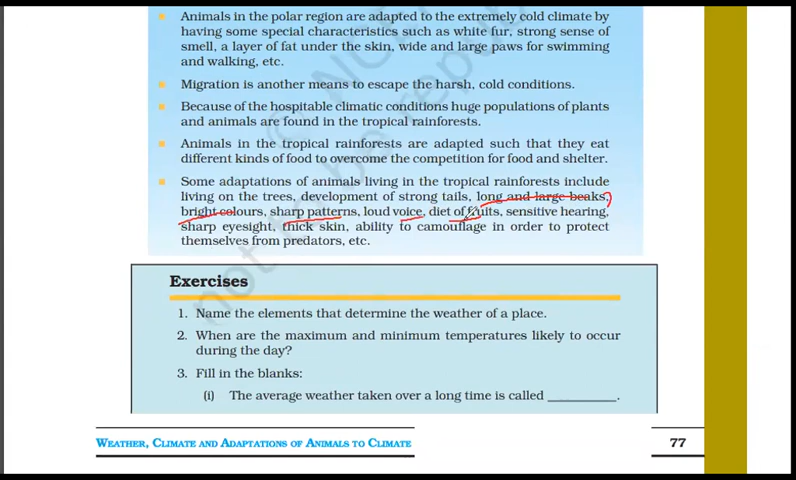 Animals in the polar region are adapted to the extremely cold climate by
having some special characteristics such as white fur, strong sense of
smell, a layer of fat under the skin, wide and large paws for swimming
and walking, etc.
Migration is another means to escape the harsh, cold conditions.
Because of the hospitable climatic conditions huge populations of plants
and animals are found in the tropical rainforests.
Animals in the tropical rainforests are adapted such that they eat
different kinds of food to overcome the competition for food and shelter.
Some adaptations of animals living in the tropical rainforests include
living on the trees, development of strong tails, long and large beaks,
bright colours, sharp patterns, loud voice, diet of fruits, sensitive hearing,
sharp eyesight, thick skin, ability to camouflage in order to protect
themselves from predators, etc.
Exercises
1. Name the elements that determine the weather of a place.
2. When are the maximum and minimum temperatures likely to occur
during the day?
3. Fill in the blanks:
(i) The average weather taken over a long time is called __________.
WEATHER, CLIMATE AND ADAPTATIONS OF ANIMALS TO CLIMATE
77